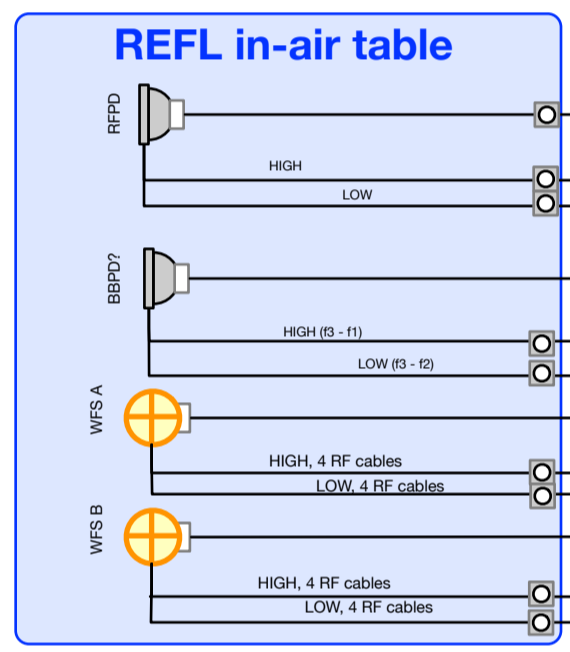 REFL in-air table
RFPD
HIGH
LOW
BBPD?
HIGH (f3 - f1)
LOW (f3 - f2)
WFS A
HIGH, 4 RF cables
LOW, 4 RF cables
WFS B
HIGH, 4 RF cables
LOW, 4 RF cables